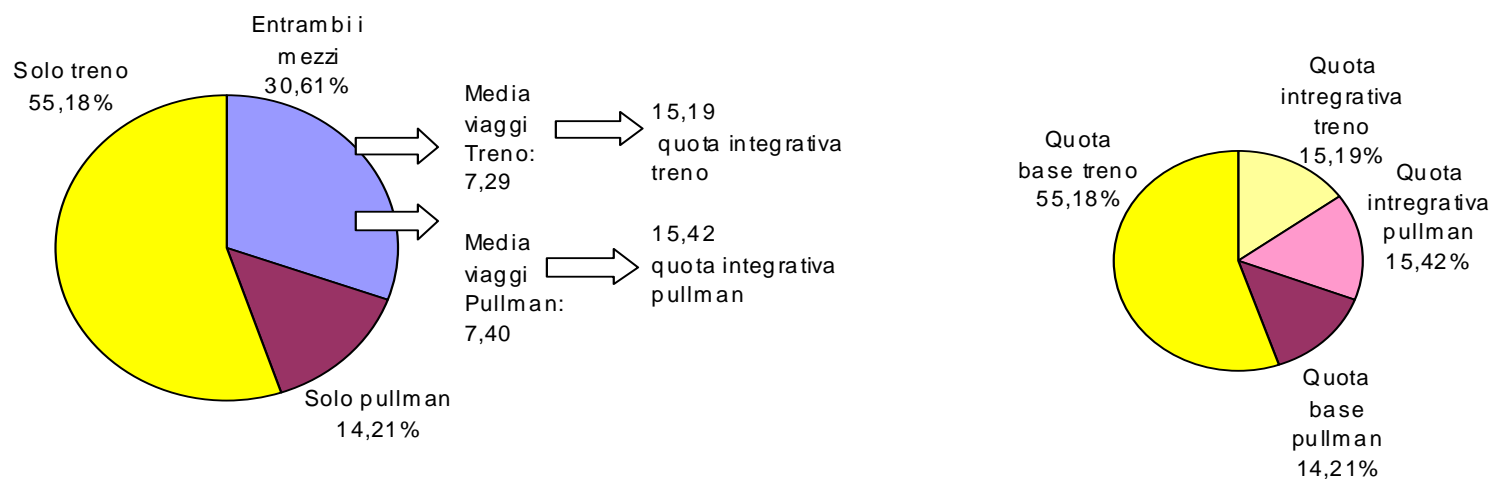 Entrambi i
mezzi
30,61%
Solo treno
55,18%
Solo pullman
14,21%
Media
viaggi
Treno:
7,29
15,19
quota integrativa
treno
Media
viaggi
Pullman:
7,40
15,42
quota integrativa
pullman
Quota
intregrativa
treno
15,19%
Quota
base treno
55,18%
Quota
intregrativa
pullman
15,42%
Quota
base
pullman
14,21%